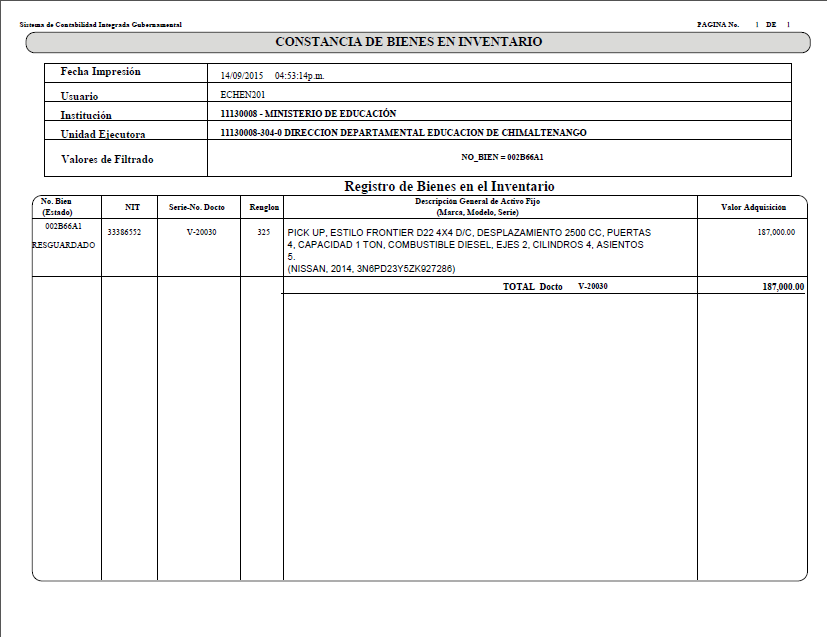 Sistema de Contabilidad Integrada Gubernamental PAGINA No. 1 DE 1
CONSTANCIA DE BIENES EN INVENTARIO
Fecha Impresión 14/09/2015 04:53:14p.m.
Usuario ECHEN201
Institución 11130008 - MINISTERIO DE EDUCACIÓN
Unidad Ejecutora 11130008-304-0 DIRECCION DEPARTAMENTAL EDUCACION DE CHIMALTENANGO
Valores de Filtrado NO_BIEN = 002B66A1
Registro de Bienes en el Inventario
No. Bien (Estado) NIT Serie-No. Docto Renglon Descripción General de Activo Fijo (Marca, Modelo, Serie) Valor Adquisición
002B66A1 33386552 V-20030 325 PICK UP, ESTILO FRONTIER D22 4X4 D/C, DESPLAZAMIENTO 2500 CC, PUERTAS 187,000.00
RESGUARDADO 4, CAPACIDAD 1 TON, COMBUSTIBLE DIESEL, EJES 2, CILINDROS 4, ASIENTOS
5.
(NISSAN, 2014, 3N6PD23Y5ZK927286)
TOTAL Docto V-20030 187,000.00